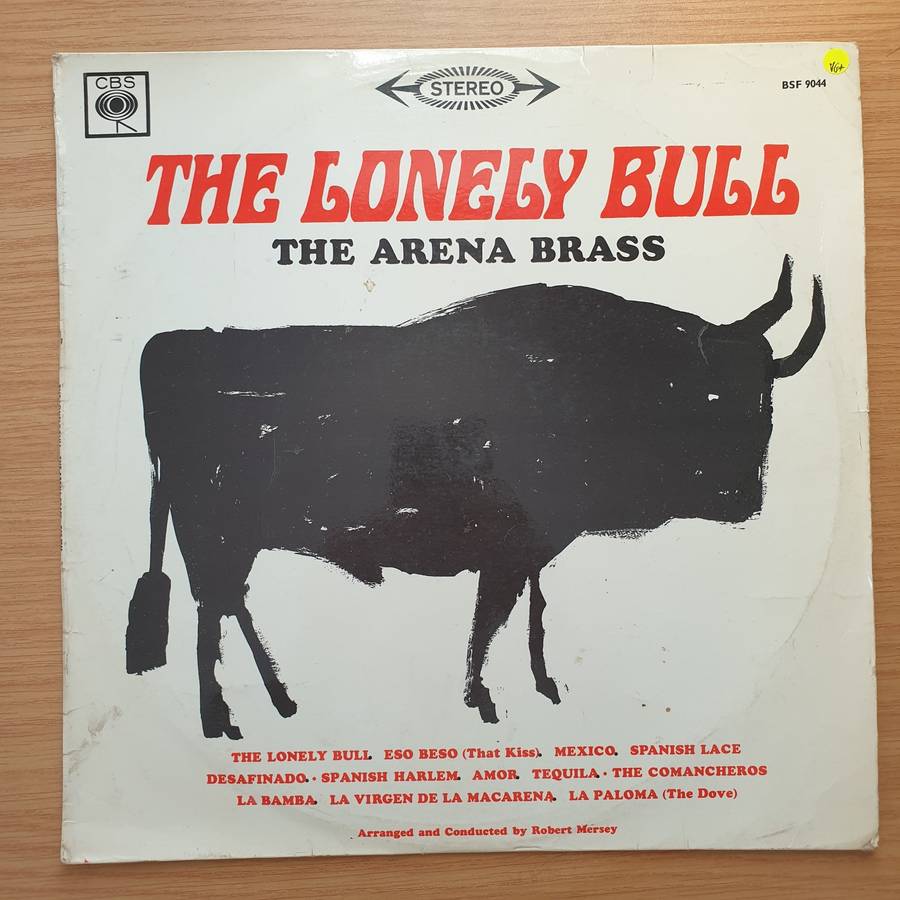 CBS
STEREO
VG+
BSF 9044
THE LONELY BULL
THE ARENA BRASS
THE LONELY BULL. ESO BESO (That Kiss). MEXICO. SPANISH LACE
DESAFINADO. · SPANISH HARLEM. AMOR. TEQUILA. · THE COMANCHEROS
LA BAMBA. LA VIRGEN DE LA MACARENA. LA PALOMA (The Dove)
Arranged and Conducted by Robert Mersey